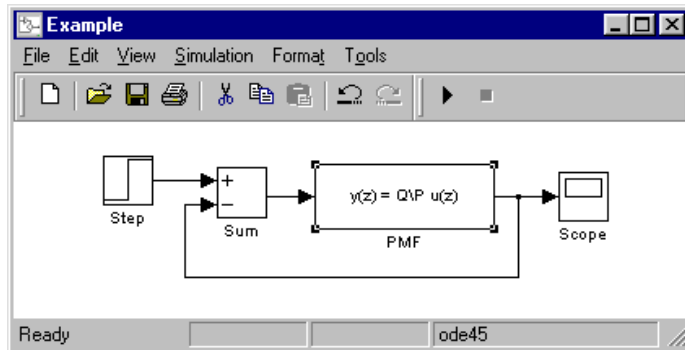 Example
File Edit View Simulation Format Tools
+
−
y(z) = Q\P u(z)
Step
Sum
PMF
Scope
Ready
ode45